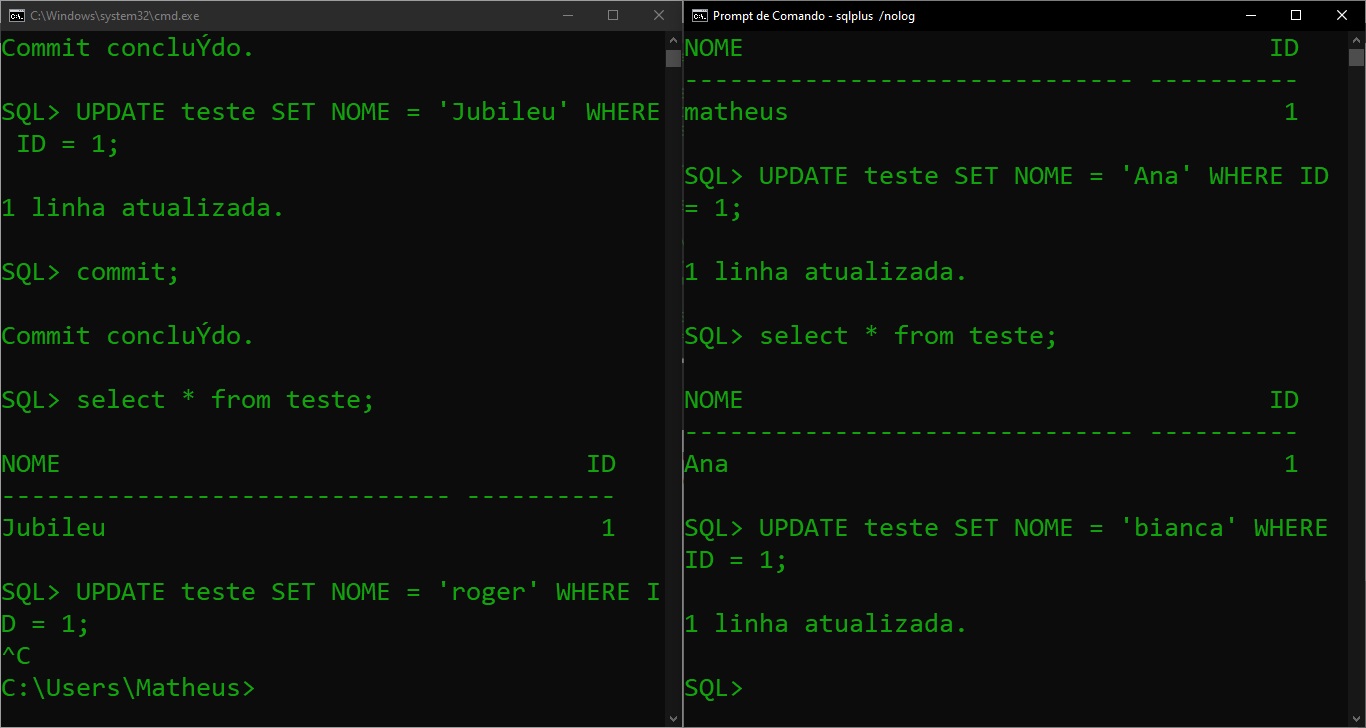 C:\Windows\system32\cmd.exe
Commit concluÝdo.
SQL> UPDATE teste SET NOME = 'Jubileu' WHERE
 ID = 1;
1 linha atualizada.
SQL> commit;
Commit concluÝdo.
SQL> select * from teste;
NOME                                   ID
------------------------------ ----------
Jubileu                                 1
SQL> UPDATE teste SET NOME = 'roger' WHERE I
D = 1;
^C
C:\Users\Matheus>
Prompt de Comando - sqlplus /nolog
NOME                                   ID
------------------------------ ----------
matheus                                 1
SQL> UPDATE teste SET NOME = 'Ana' WHERE ID
= 1;
1 linha atualizada.
SQL> select * from teste;
NOME                                   ID
------------------------------ ----------
Ana                                     1
SQL> UPDATE teste SET NOME = 'bianca' WHERE
ID = 1;
1 linha atualizada.
SQL>